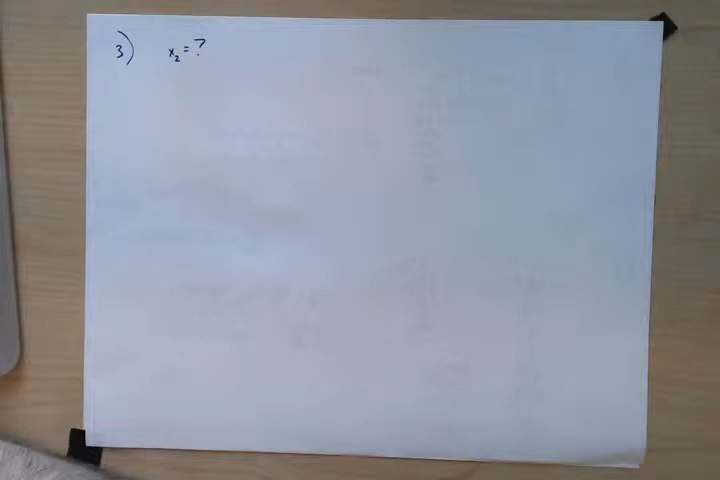 3) x₂ = ?